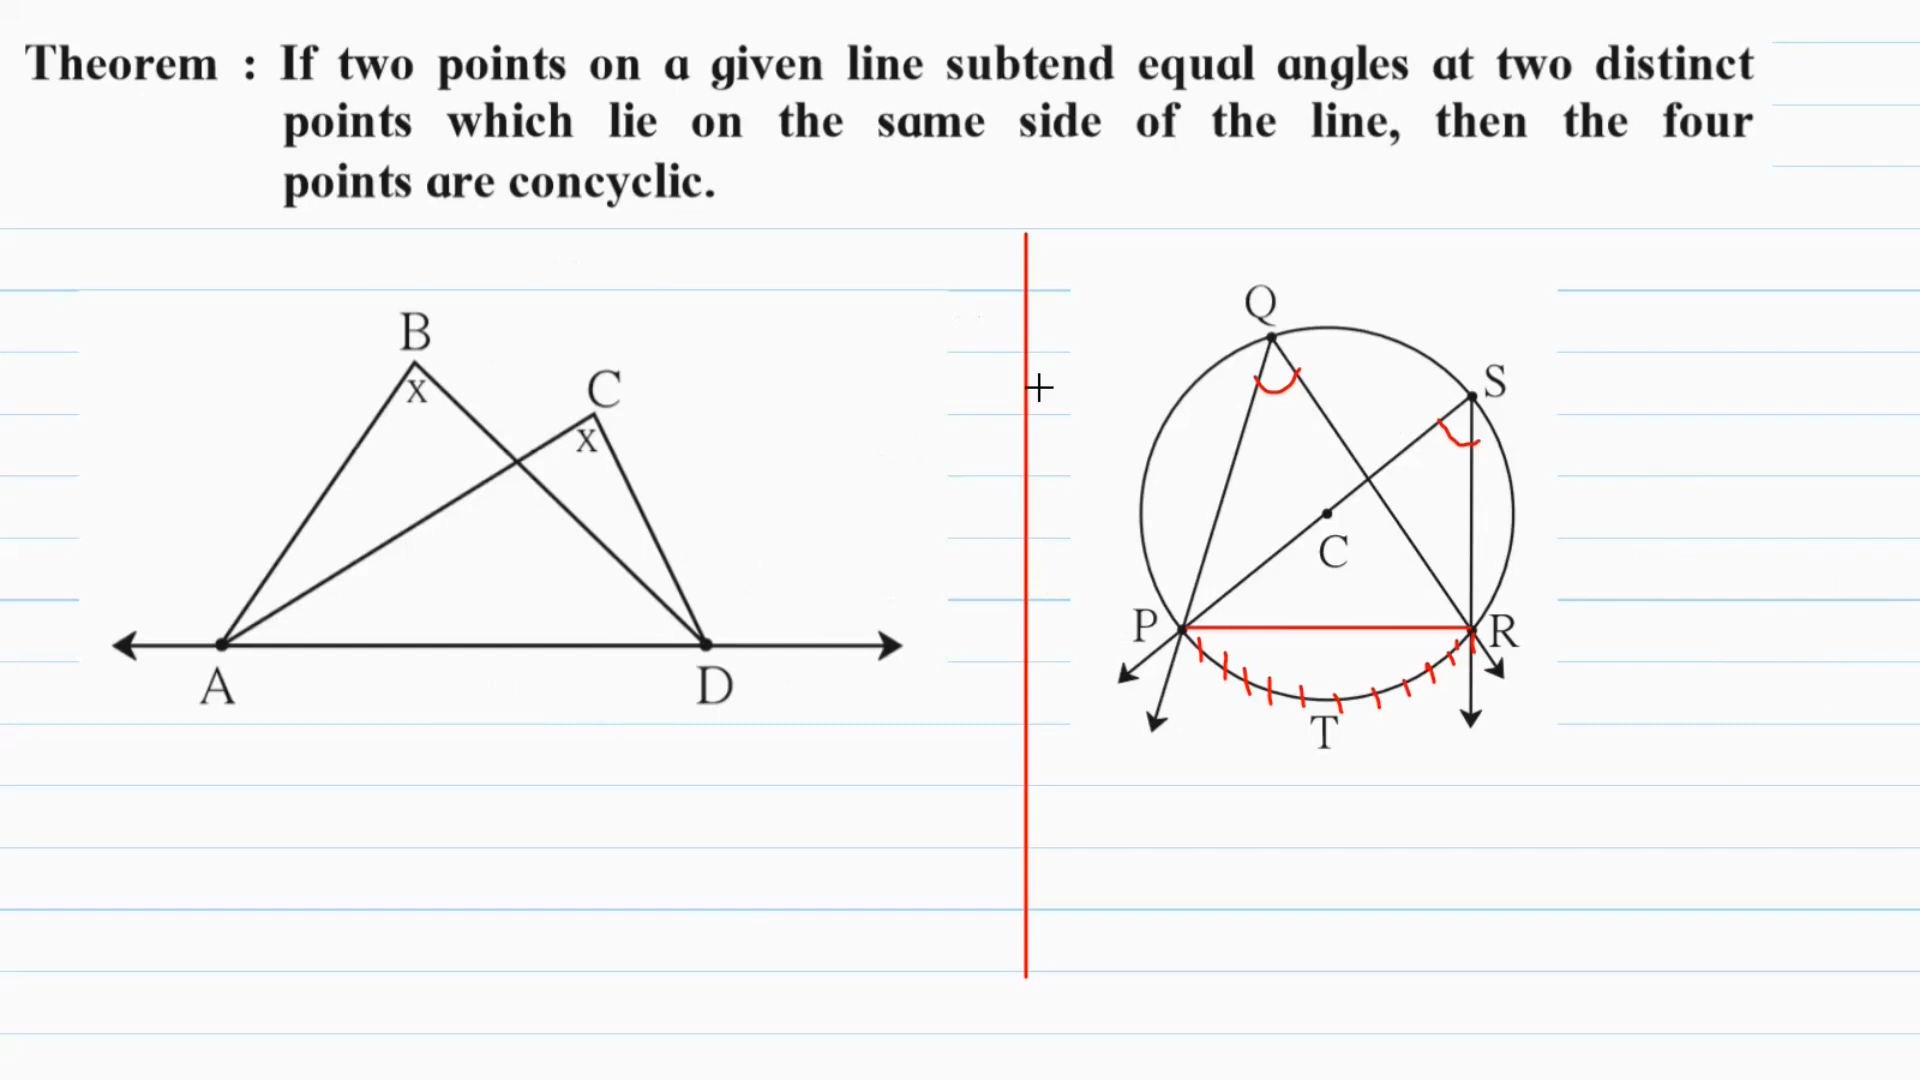 Theorem : If two points on a given line subtend equal angles at two distinct
points which lie on the same side of the line, then the four
points are concyclic.
B
x
C
x
A
D
Q
S
C
P
R
T